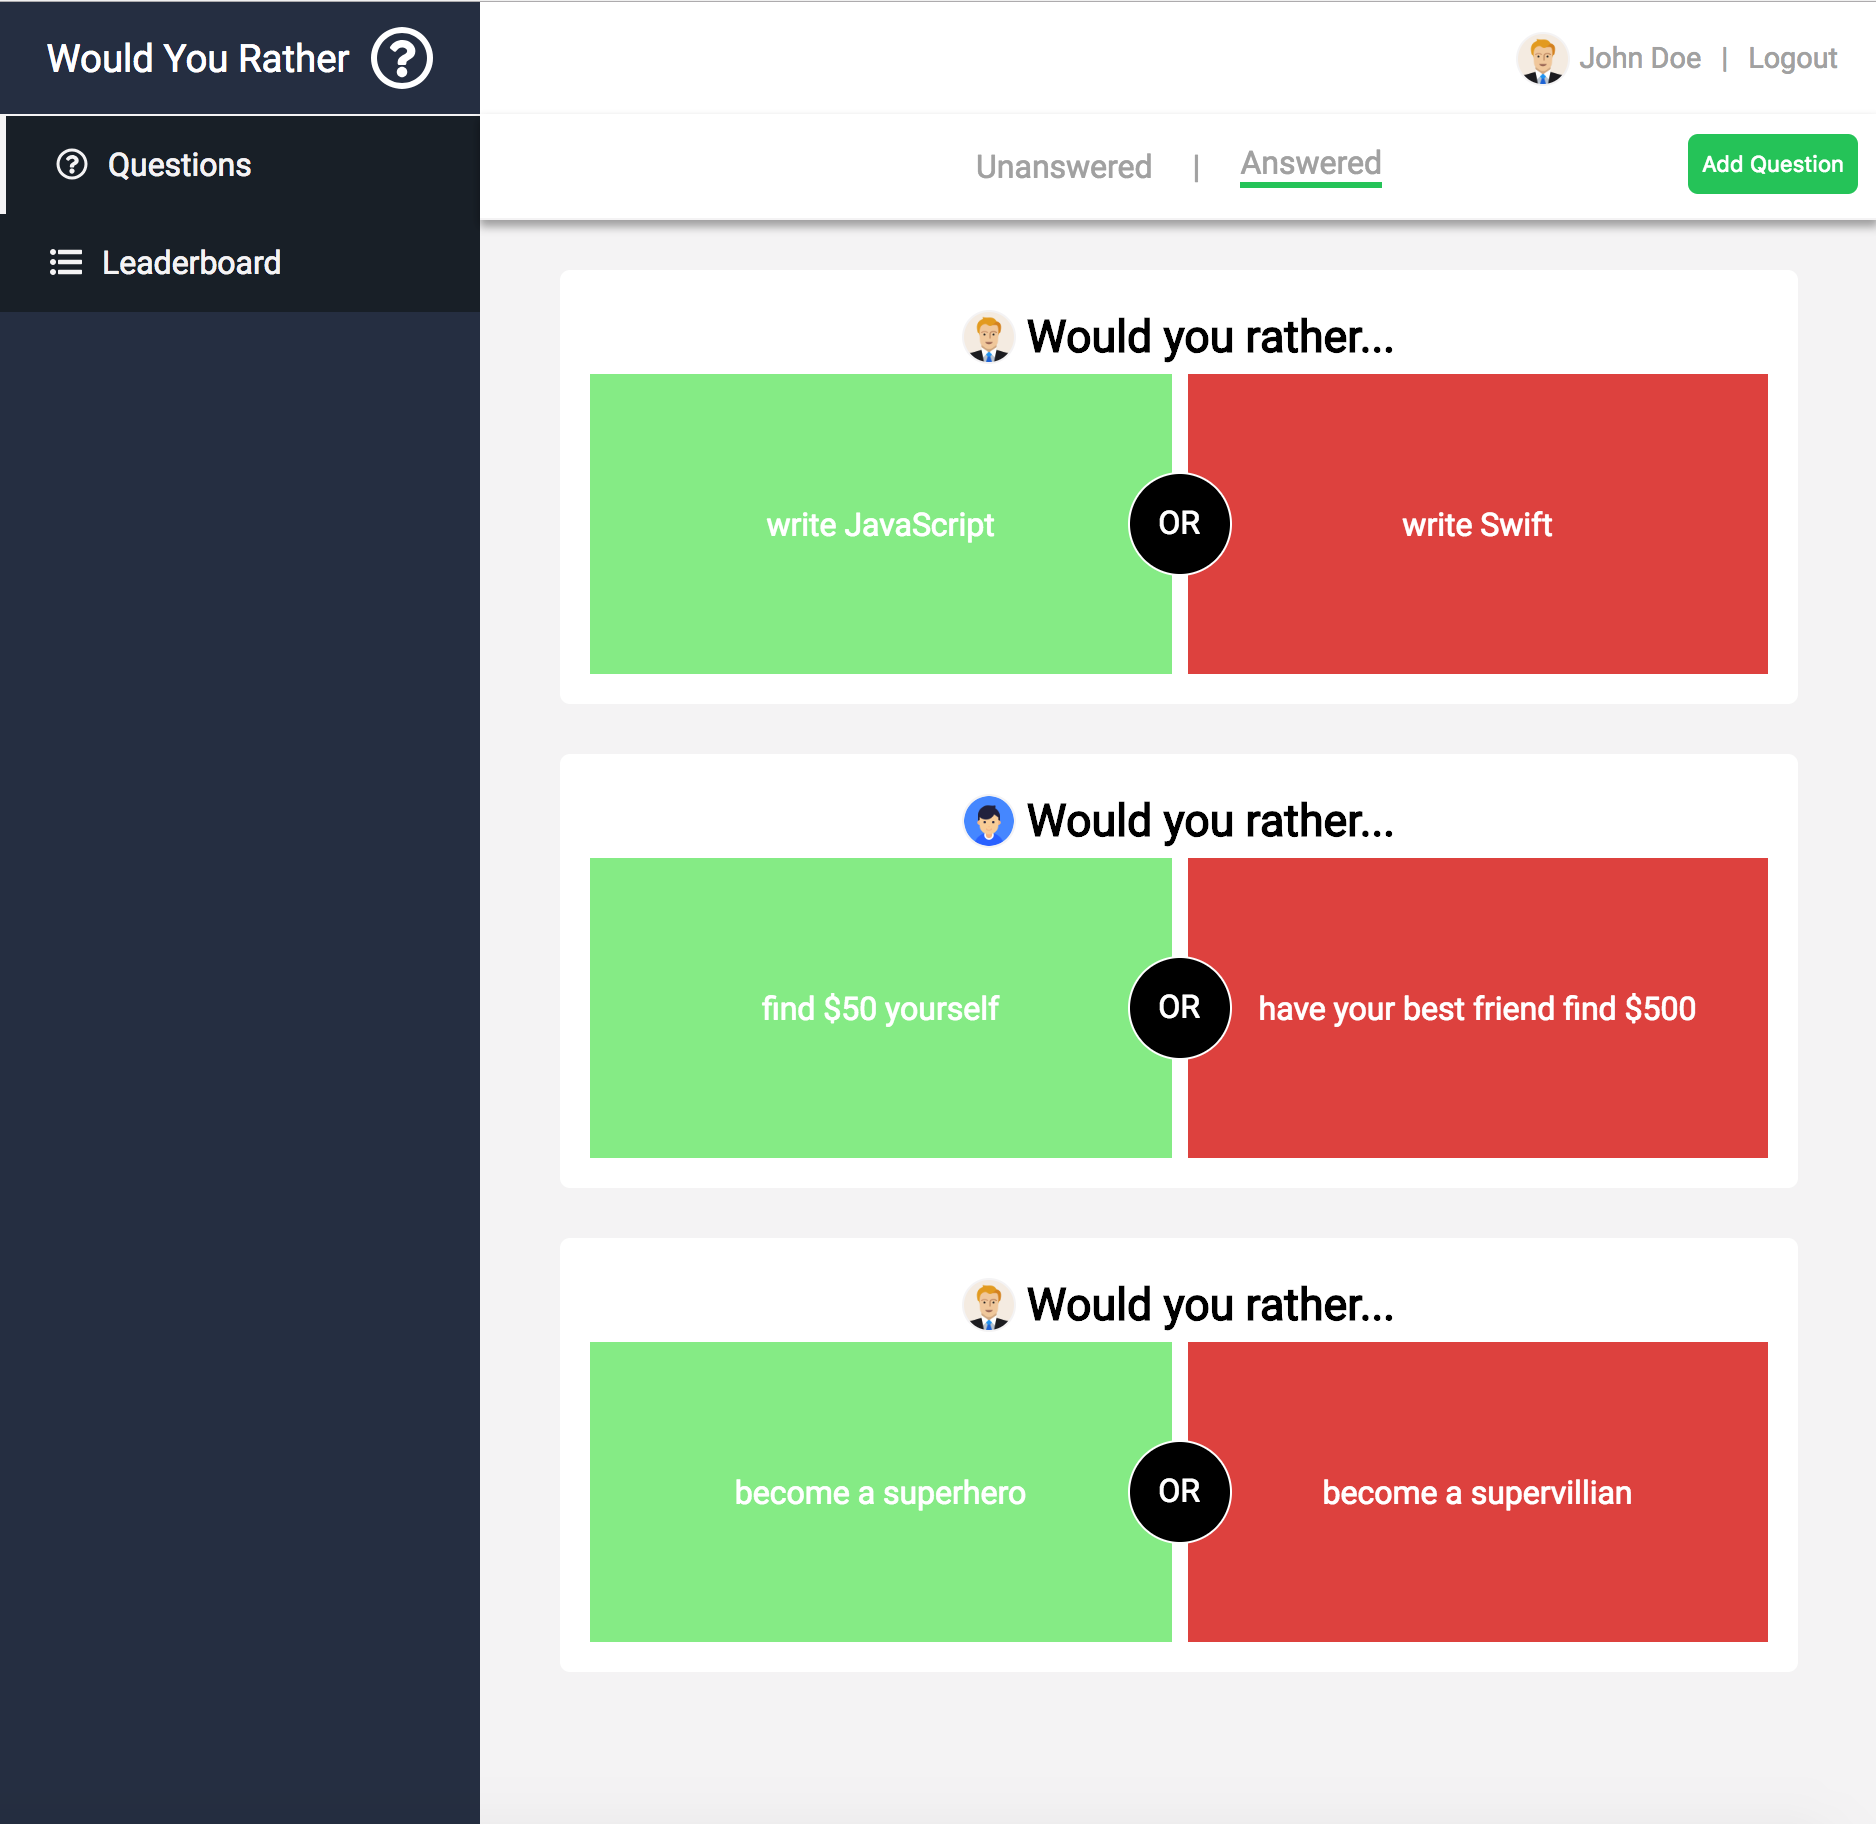 Would You Rather
John Doe | Logout
Questions
Leaderboard
Unanswered | Answered
Add Question
Would you rather...
write JavaScript OR write Swift
Would you rather...
find $50 yourself OR have your best friend find $500
Would you rather...
become a superhero OR become a supervillian